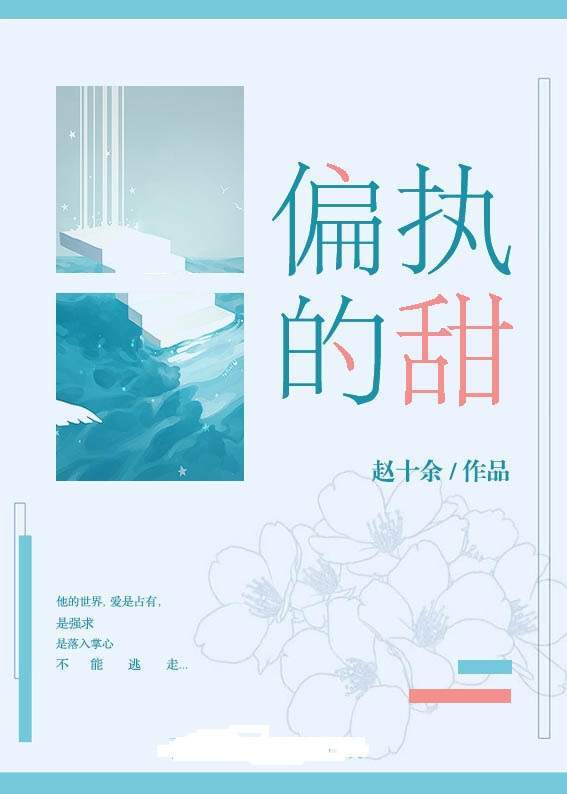 偏执
的甜
赵十余/作品
他的世界,爱是占有,
是强求
是落入掌心
不能逃走...